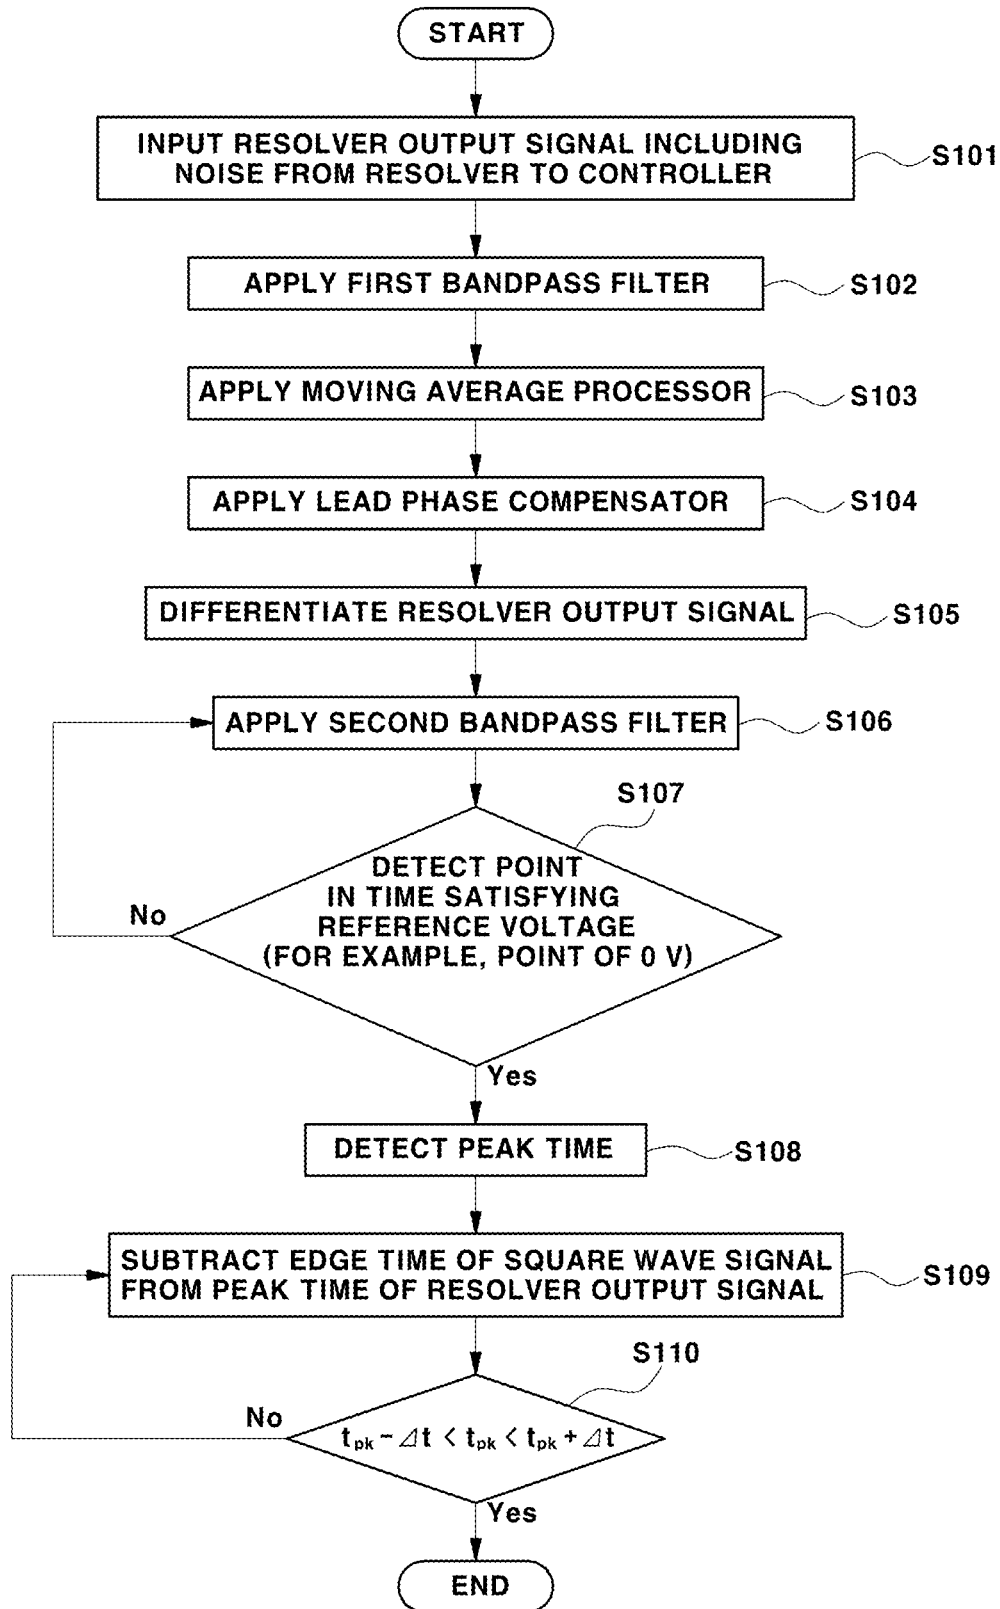 START
INPUT RESOLVER OUTPUT SIGNAL INCLUDING
NOISE FROM RESOLVER TO CONTROLLER
S101
APPLY FIRST BANDPASS FILTER
S102
APPLY MOVING AVERAGE PROCESSOR
S103
APPLY LEAD PHASE COMPENSATOR
S104
DIFFERENTIATE RESOLVER OUTPUT SIGNAL
S105
APPLY SECOND BANDPASS FILTER
S106
S107
DETECT POINT
IN TIME SATISFYING
REFERENCE VOLTAGE
(FOR EXAMPLE, POINT OF 0 V)
No
Yes
DETECT PEAK TIME
S108
SUBTRACT EDGE TIME OF SQUARE WAVE SIGNAL
FROM PEAK TIME OF RESOLVER OUTPUT SIGNAL
S109
S110
No
tpk - ⊿t < tpk < tpk + ⊿t
Yes
END